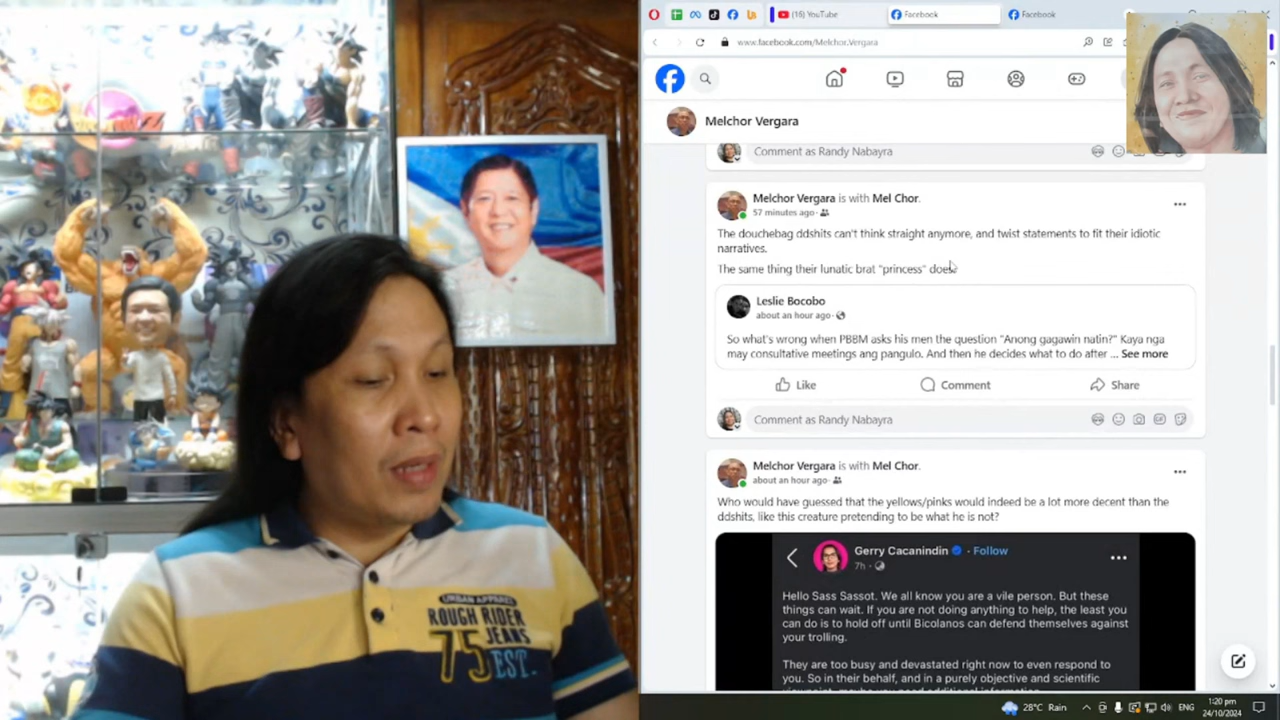 (16) YouTube
Facebook
Facebook
www.facebook.com/Melchor.Vergara
Melchor Vergara
Comment as Randy Nabayra
Melchor Vergara is with Mel Chor.
57 minutes ago
The douchebag ddshits can't think straight anymore, and twist statements to fit their idiotic
narratives.
The same thing their lunatic brat "princess" does.
Leslie Bocobo
about an hour ago
So what's wrong when PBBM asks his men the question "Anong gagawin natin?" Kaya nga
may consultative meetings ang pangulo. And then he decides what to do after ... See more
Like
Comment
Share
Comment as Randy Nabayra
Melchor Vergara is with Mel Chor.
about an hour ago
Who would have guessed that the yellows/pinks would indeed be a lot more decent than the
ddshits, like this creature pretending to be what he is not?
Gerry Cacanindin · Follow
7h
Hello Sass Sassot. We all know you are a vile person. But these
things can wait. If you are not doing anything to help, the least you
can do is to hold off until Bicolanos can defend themselves against
your trolling.
They are too busy and devastated right now to even respond to
you. So in their behalf, and in a purely objective and scientific
URBAN APPAREL
ROUGH RIDER
75 JEANS
EST.
28°C Rain
ENG
1:20 pm
24/10/2024